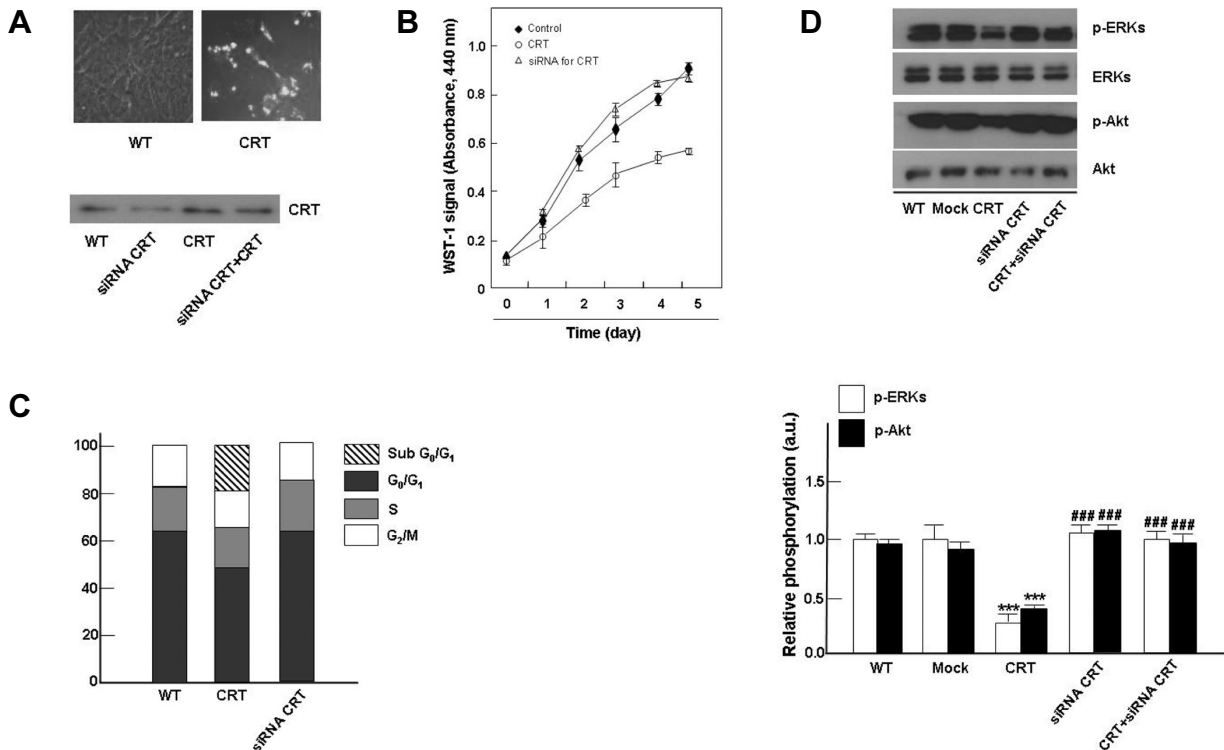 A
WT
CRT
CRT
WT
siRNA CRT
CRT
siRNA CRT+CRT
B
WST-1 signal (Absorbance, 440 nm)
1.0
0.8
0.6
0.4
0.2
0
Control
CRT
siRNA for CRT
0 1 2 3 4 5
Time (day)
D
p-ERKs
ERKs
p-Akt
Akt
WT Mock CRT siRNA CRT CRT+siRNA CRT
C
100
80
60
40
20
0
Sub G₀/G₁
G₀/G₁
S
G₂/M
WT
CRT
siRNA CRT
p-ERKs
p-Akt
Relative phosphorylation (a.u.)
1.5
1.0
0.5
0.0
*** ***
### ###
### ###
WT
Mock
CRT
siRNA CRT
CRT+siRNA CRT